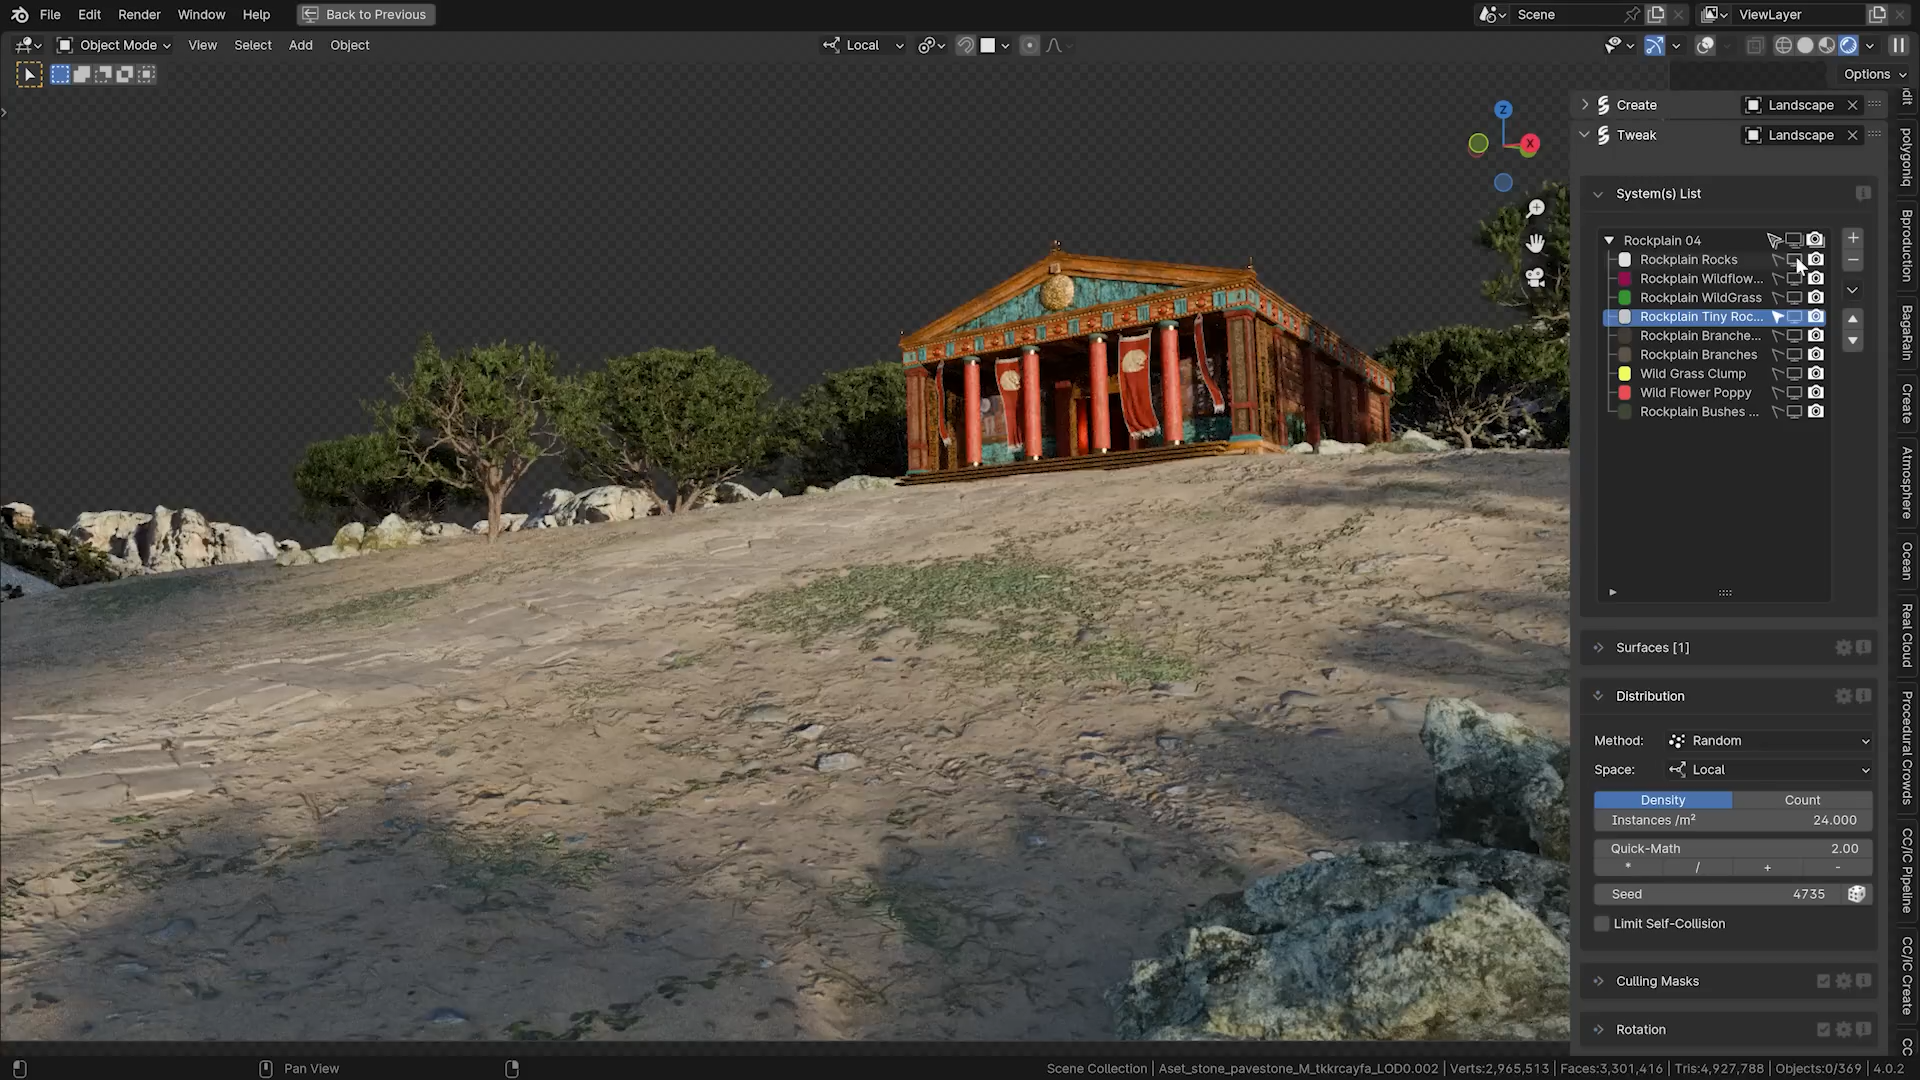 File Edit Render Window Help Back to Previous Scene ViewLayer
Object Mode View Select Add Object Local
Options
Z
X
Create Landscape
Tweak Landscape
System(s) List
Rockplain 04
Rockplain Rocks
Rockplain Wildflow...
Rockplain WildGrass
Rockplain Tiny Roc...
Rockplain Branche...
Rockplain Branches
Wild Grass Clump
Wild Flower Poppy
Rockplain Bushes ...
Surfaces [1]
Distribution
Method: Random
Space: Local
Density Count
Instances /m² 24.000
Quick-Math 2.00
* / + -
Seed 4735
Limit Self-Collision
Culling Masks
Rotation
dit
polygoniq
Bproduction
BagaRain
Create
Atmosphere
Ocean
Real Cloud
Procedural Crowds
CC/iC Pipeline
CC/iC Create
CC
Pan View
Scene Collection | Aset_stone_pavestone_M_tkkrcayfa_LOD0.002 | Verts:2,965,513 | Faces:3,301,416 | Tris:4,927,788 | Objects:0/369 | 4.0.2